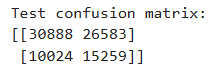 Test confusion matrix:
[[30888 26583]
 [10024 15259]]